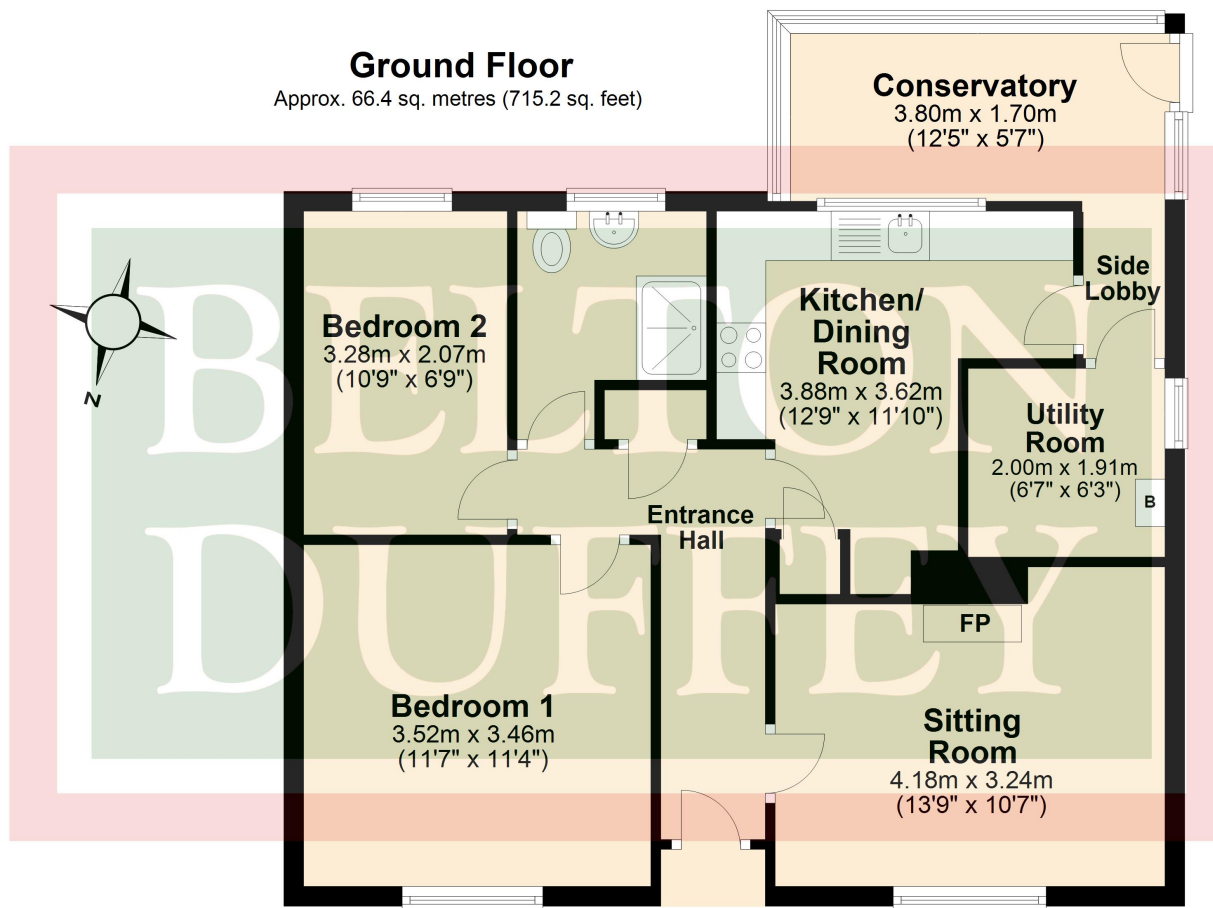 Ground Floor
Approx. 66.4 sq. metres (715.2 sq. feet)
Conservatory
3.80m x 1.70m
(12'5" x 5'7")
Side
Lobby
Kitchen/
Dining
Room
3.88m x 3.62m
(12'9" x 11'10")
Bedroom 2
3.28m x 2.07m
(10'9" x 6'9")
N
Utility
Room
2.00m x 1.91m
(6'7" x 6'3")
B
Entrance
Hall
FP
Bedroom 1
3.52m x 3.46m
(11'7" x 11'4")
Sitting
Room
4.18m x 3.24m
(13'9" x 10'7")
BELTON
DUFFEY